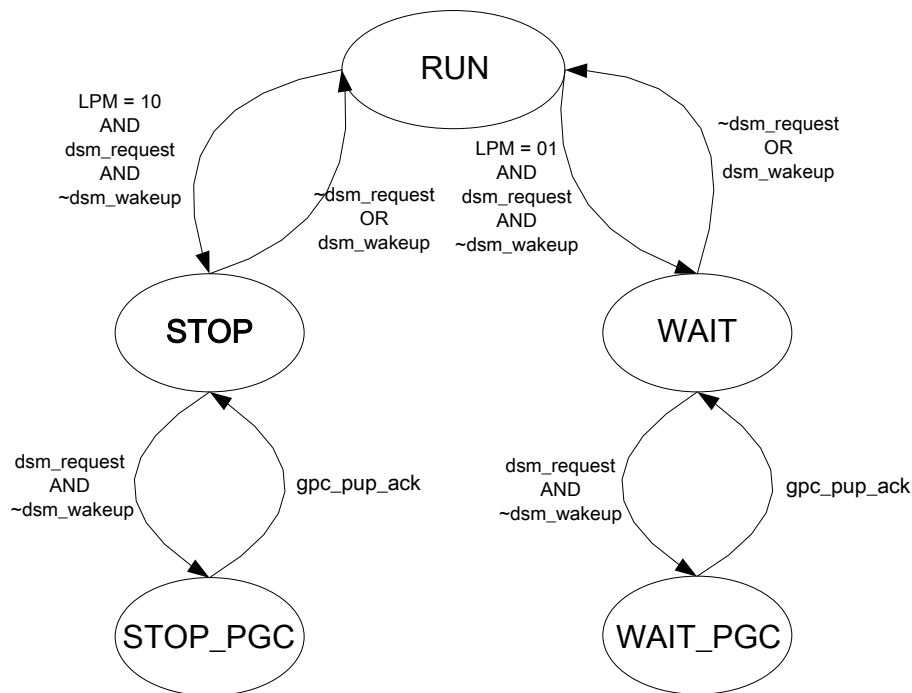 RUN
LPM = 10
AND
dsm_request
AND
~dsm_wakeup
~dsm_request
OR
dsm_wakeup
LPM = 01
AND
dsm_request
AND
~dsm_wakeup
~dsm_request
OR
dsm_wakeup
STOP
WAIT
dsm_request
AND
~dsm_wakeup
gpc_pup_ack
dsm_request
AND
~dsm_wakeup
gpc_pup_ack
STOP_PGC
WAIT_PGC